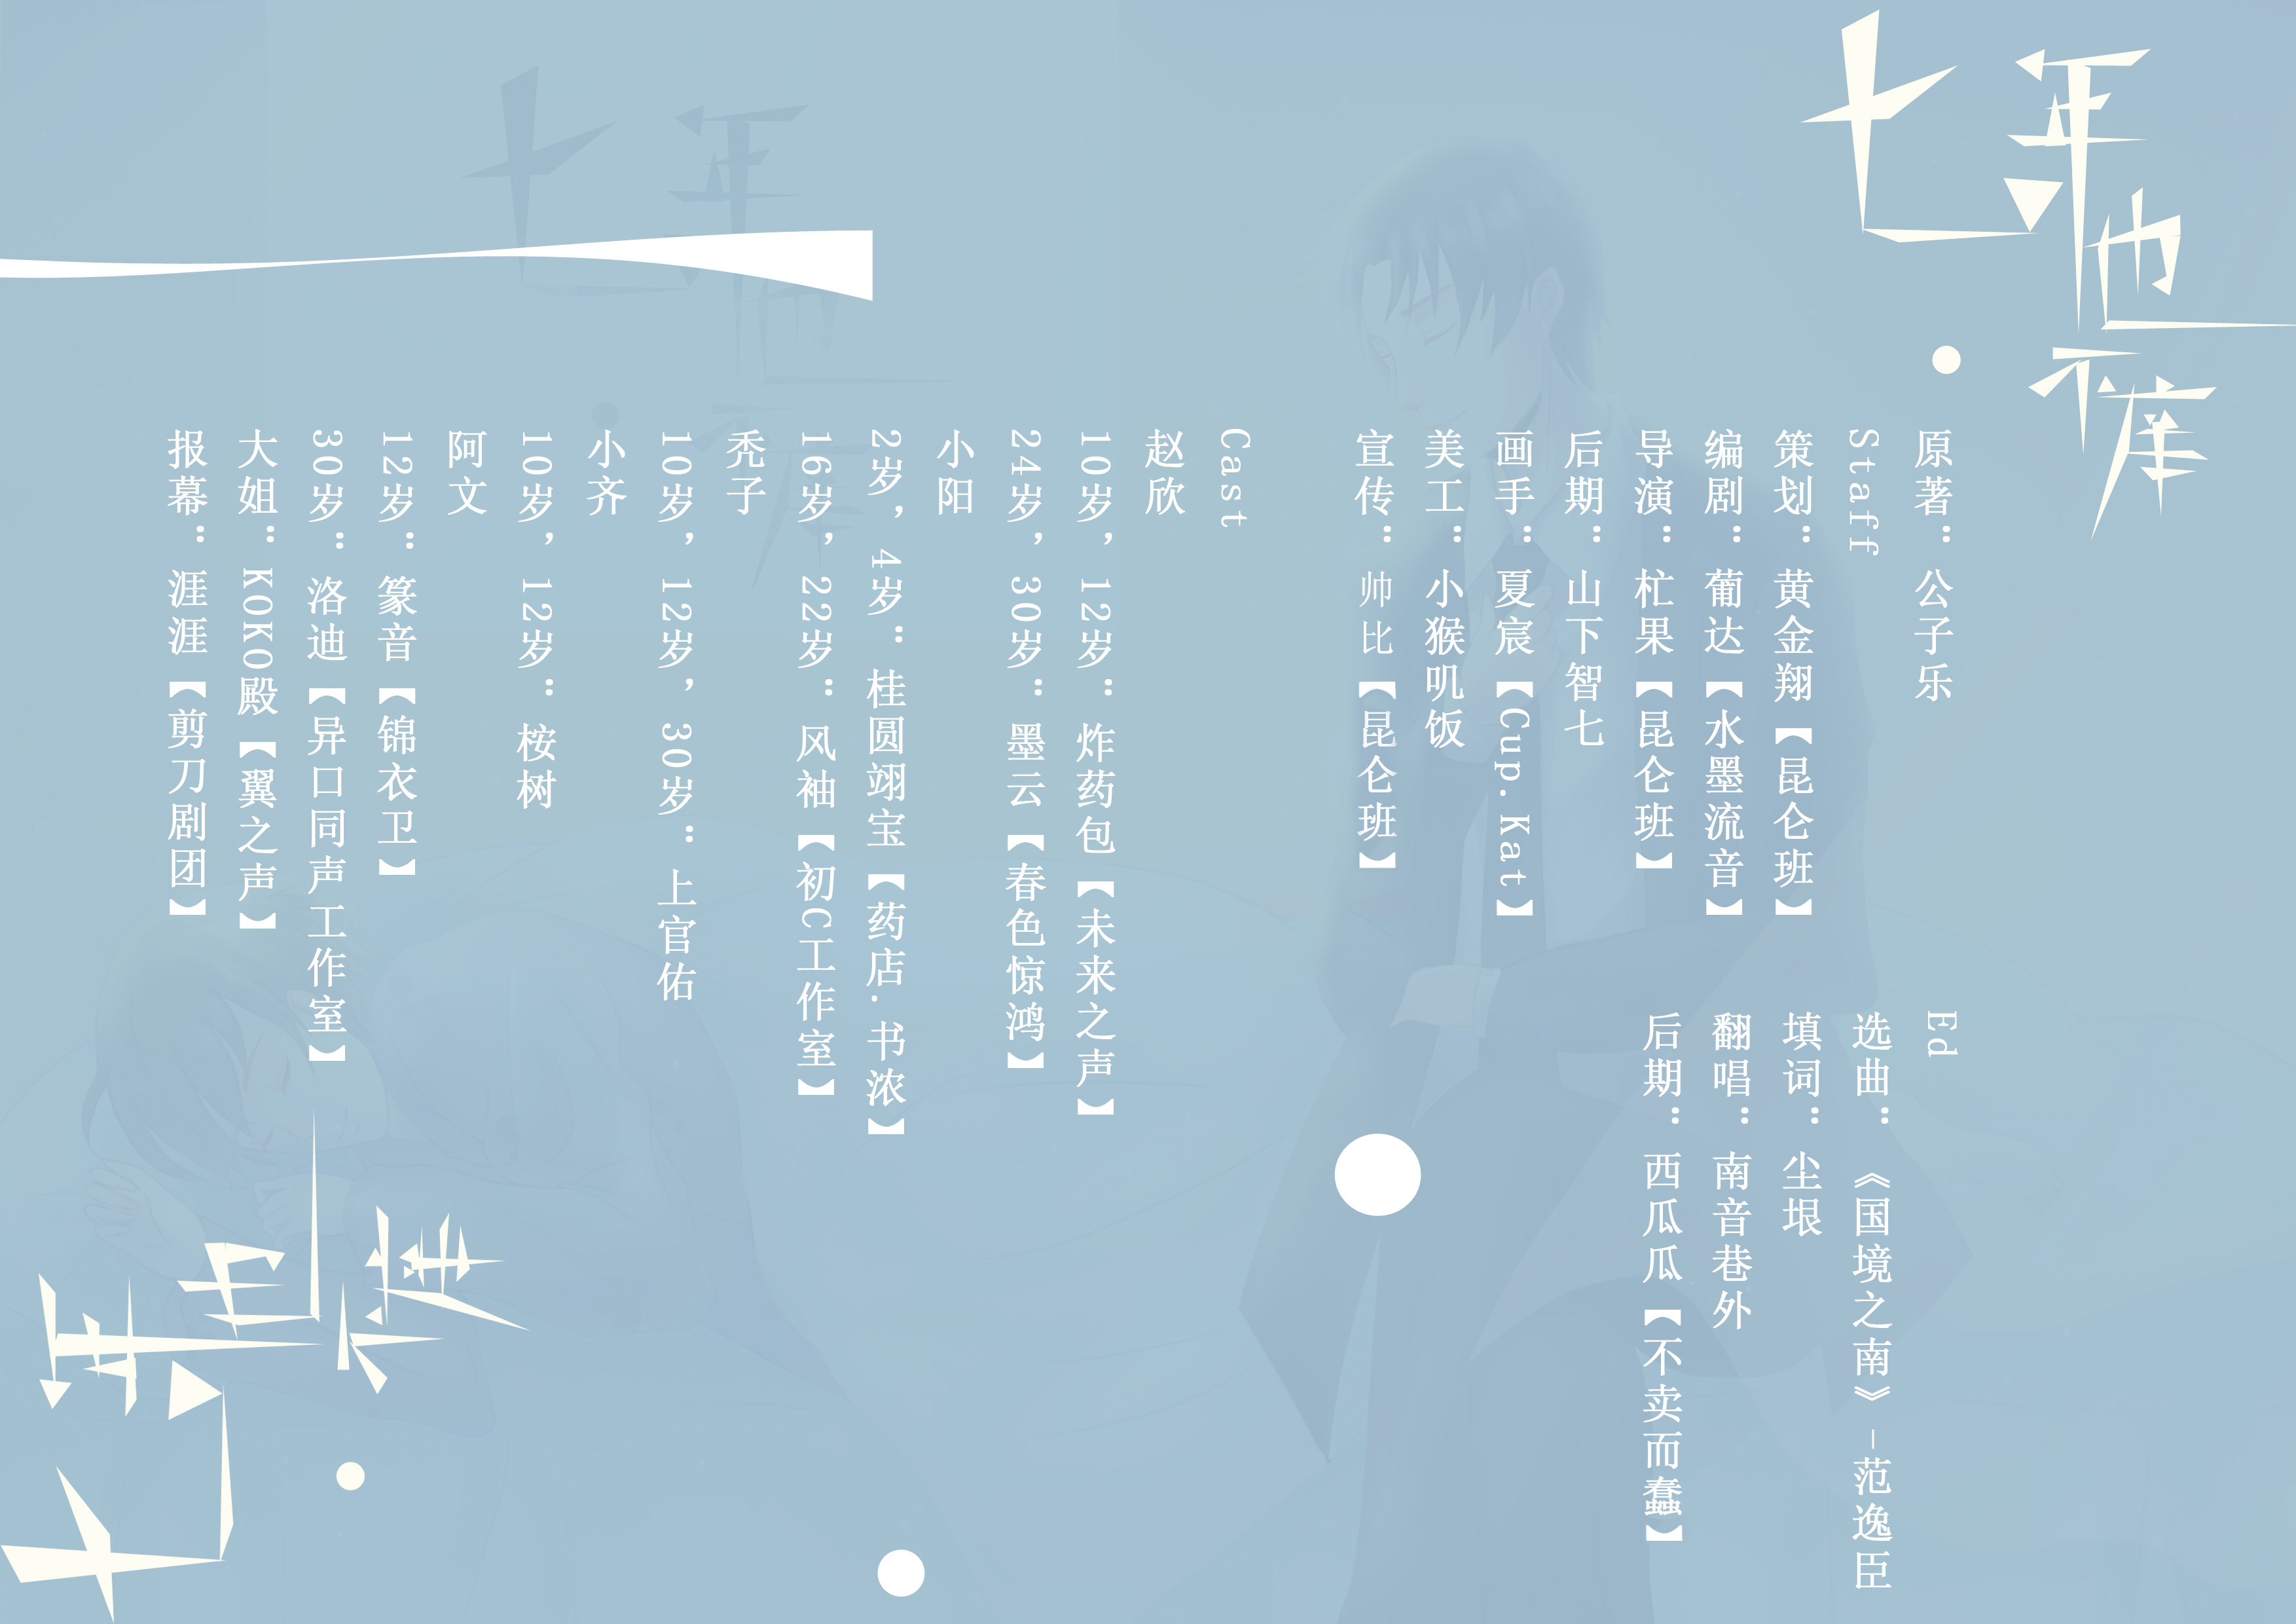 七年也不痒
原著：公子乐
Staff
策划：黄金翔【昆仑班】
编剧：葡达【水墨流音】
导演：杧果【昆仑班】
后期：山下智七
画手：夏宸【Cup.Kat】
美工：小猴叽饭
宣传：帅比【昆仑班】
Ed
选曲：《国境之南》–范逸臣
填词：尘垠
翻唱：南音巷外
后期：西瓜瓜【不卖而蠢】
Cast
赵欣
10岁，12岁：炸药包【未来之声】
24岁，30岁：墨云【春色惊鸿】
小阳
2岁，4岁：桂圆翊宝【药店.书浓】
16岁，22岁：风袖【初C工作室】
秃子
10岁，12岁，30岁：上官佑
小齐
10岁，12岁：桉树
阿文
12岁：篆音【锦衣卫】
30岁：洛迪【异口同声工作室】
大姐：KOKO殿【翼之声】
报幕：涯涯【剪刀剧团】